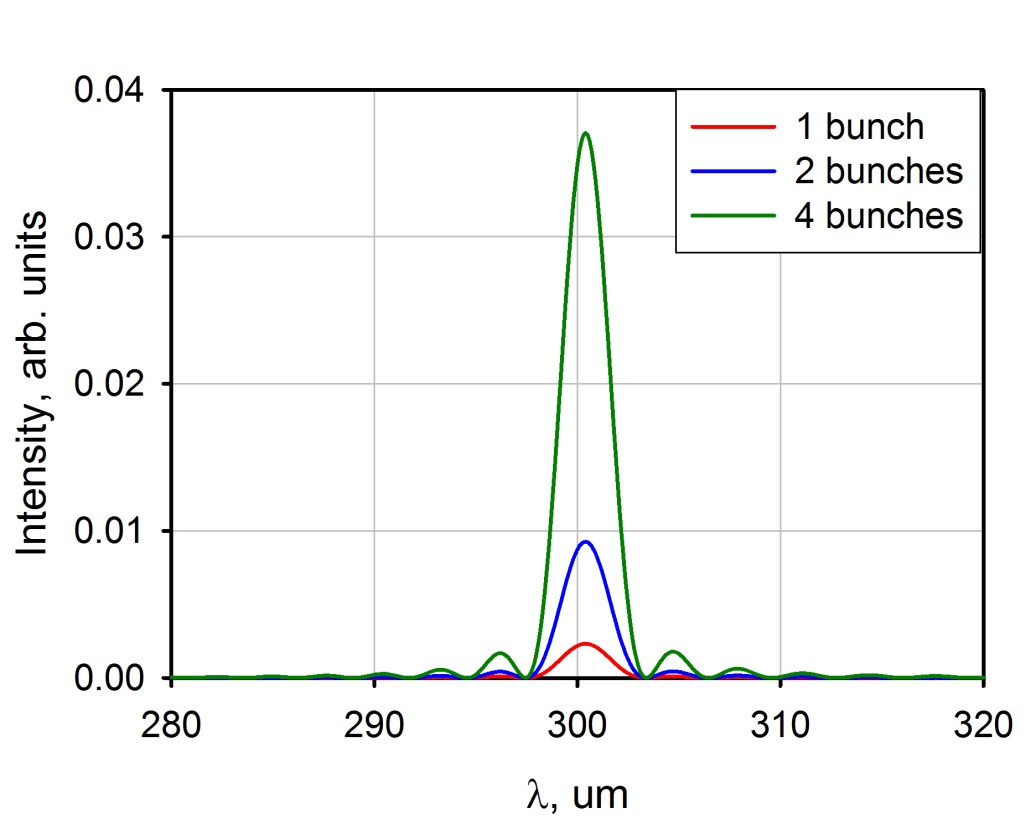 0.04
0.03
0.02
0.01
0.00
Intensity, arb. units
1 bunch
2 bunches
4 bunches
280 290 300 310 320
λ, um